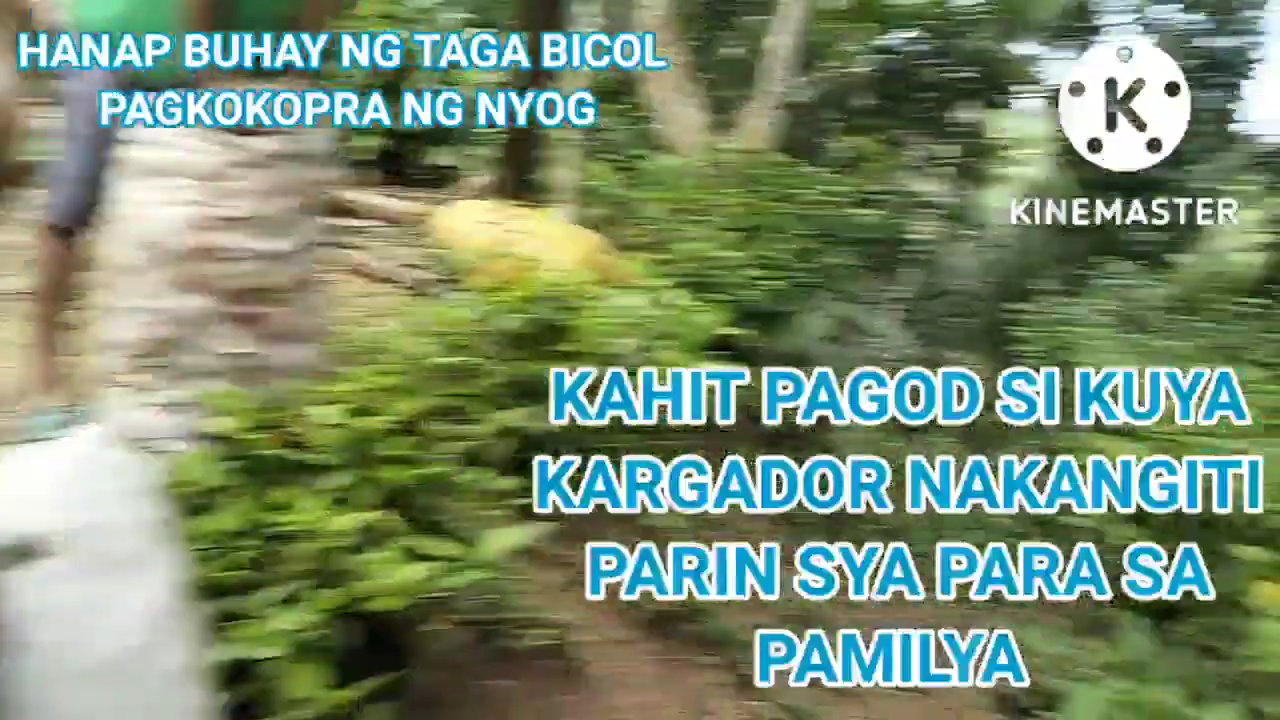 HANAP BUHAY NG TAGA BICOL
PAGKOKOPRA NG NYOG
K
KINEMASTER
KAHIT PAGOD SI KUYA
KARGADOR NAKANGITI
PARIN SYA PARA SA
PAMILYA